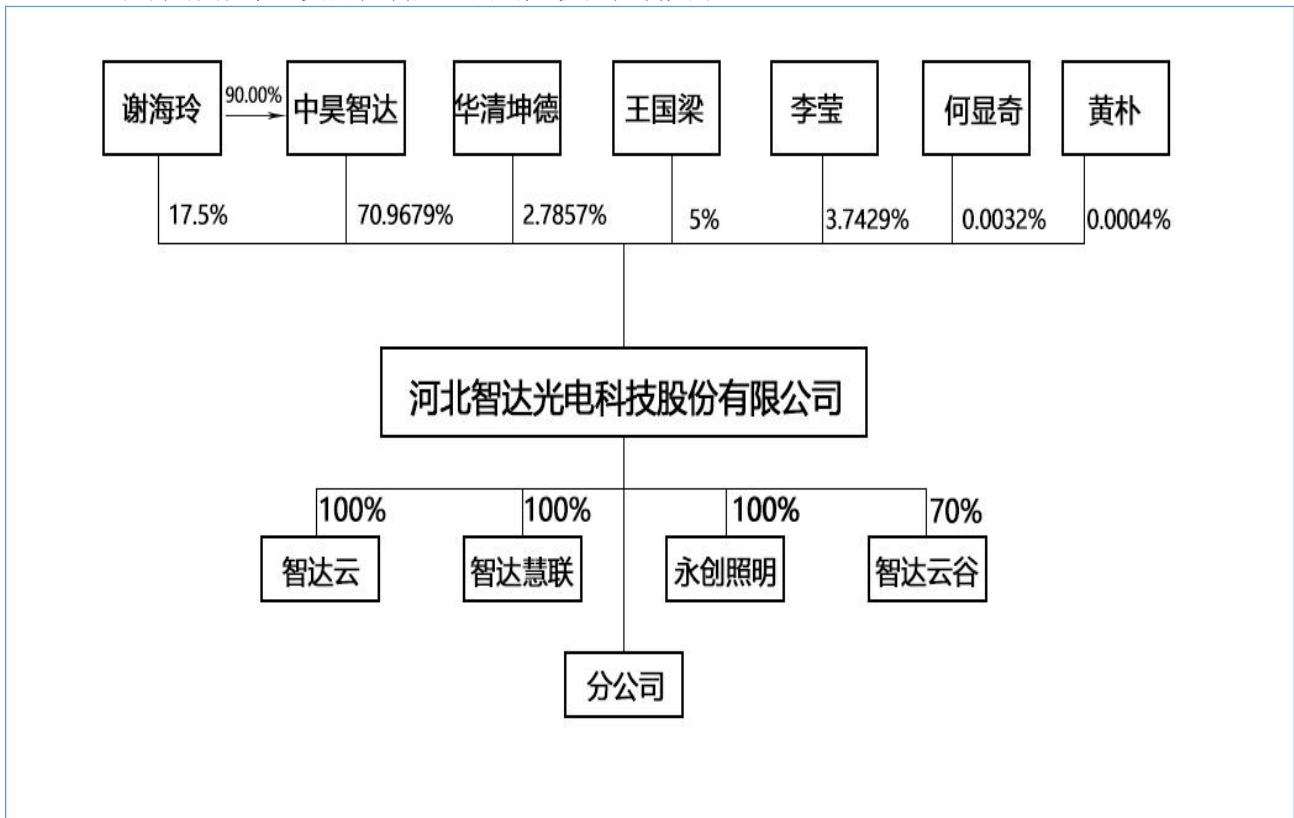 谢海玲
90.00%
中昊智达
华清坤德
王国梁
李莹
何显奇
黄朴
17.5%
70.9679%
2.7857%
5%
3.7429%
0.0032%
0.0004%
河北智达光电科技股份有限公司
100%
100%
100%
70%
智达云
智达慧联
永创照明
智达云谷
分公司